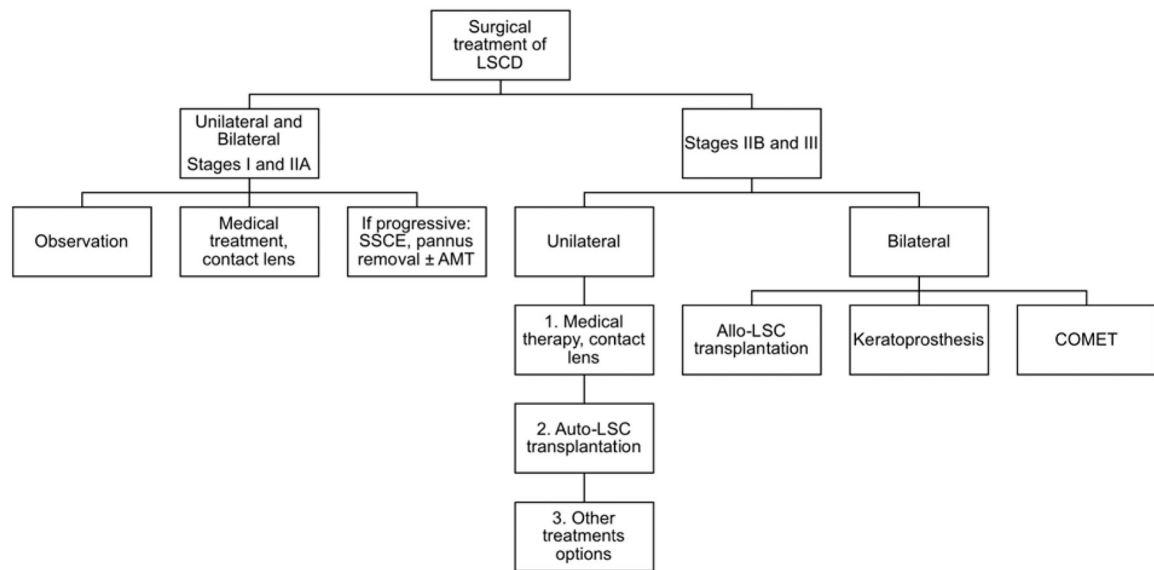 Surgical
treatment of
LSCD
Unilateral and
Bilateral
Stages I and IIA
Stages IIB and III
Observation
Medical
treatment,
contact lens
If progressive:
SSCE, pannus
removal ± AMT
Unilateral
Bilateral
1. Medical
therapy, contact
lens
Allo-LSC
transplantation
Keratoprosthesis
COMET
2. Auto-LSC
transplantation
3. Other
treatments
options